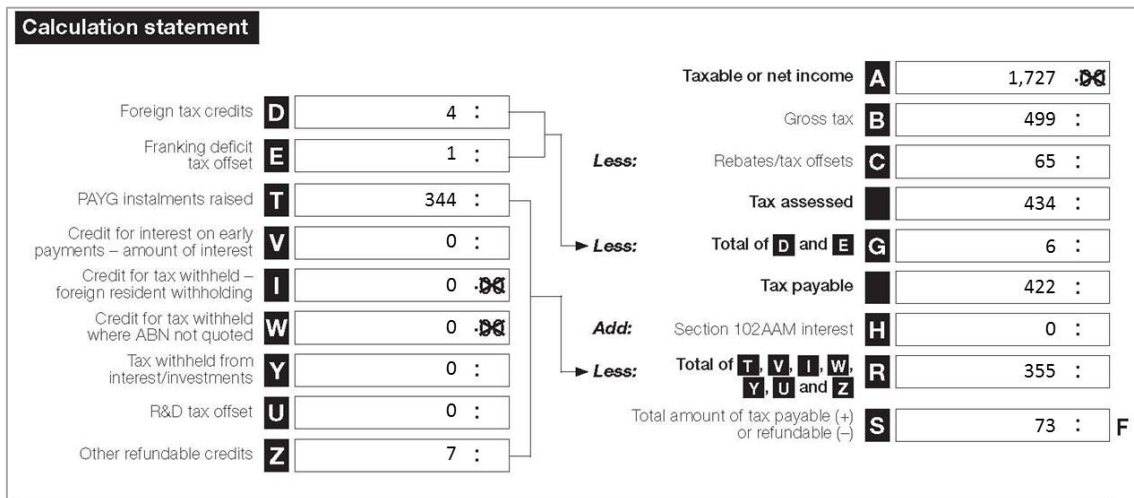 Calculation statement
Foreign tax credits D 4 :
Franking deficit
tax offset E 1 :
PAYG instalments raised T 344 :
Credit for interest on early
payments – amount of interest V 0 :
Credit for tax withheld –
foreign resident withholding I 0 .00
Credit for tax withheld
where ABN not quoted W 0 .00
Tax withheld from
interest/investments Y 0 :
R&D tax offset U 0 :
Other refundable credits Z 7 :
Taxable or net income A 1,727 .00
Gross tax B 499 :
Less: Rebates/tax offsets C 65 :
Tax assessed 434 :
Less: Total of D and E G 6 :
Tax payable 422 :
Add: Section 102AAM interest H 0 :
Less: Total of T, V, I, W,
Y, U and Z R 355 :
Total amount of tax payable (+)
or refundable (–) S 73 : F